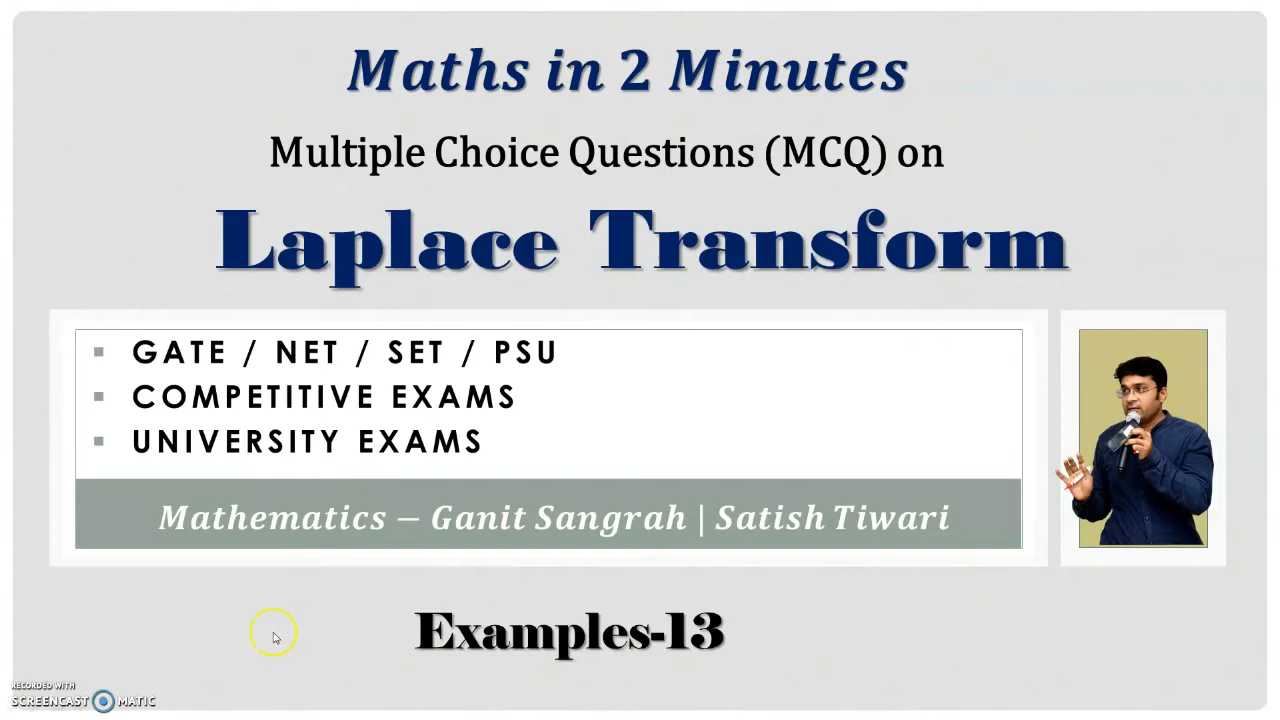 Maths in 2 Minutes
Multiple Choice Questions (MCQ) on
Laplace Transform
▪ GATE / NET / SET / PSU
▪ COMPETITIVE EXAMS
▪ UNIVERSITY EXAMS
Mathematics – Ganit Sangrah | Satish Tiwari
Examples-13
RECORDED WITH
SCREENCAST MATIC